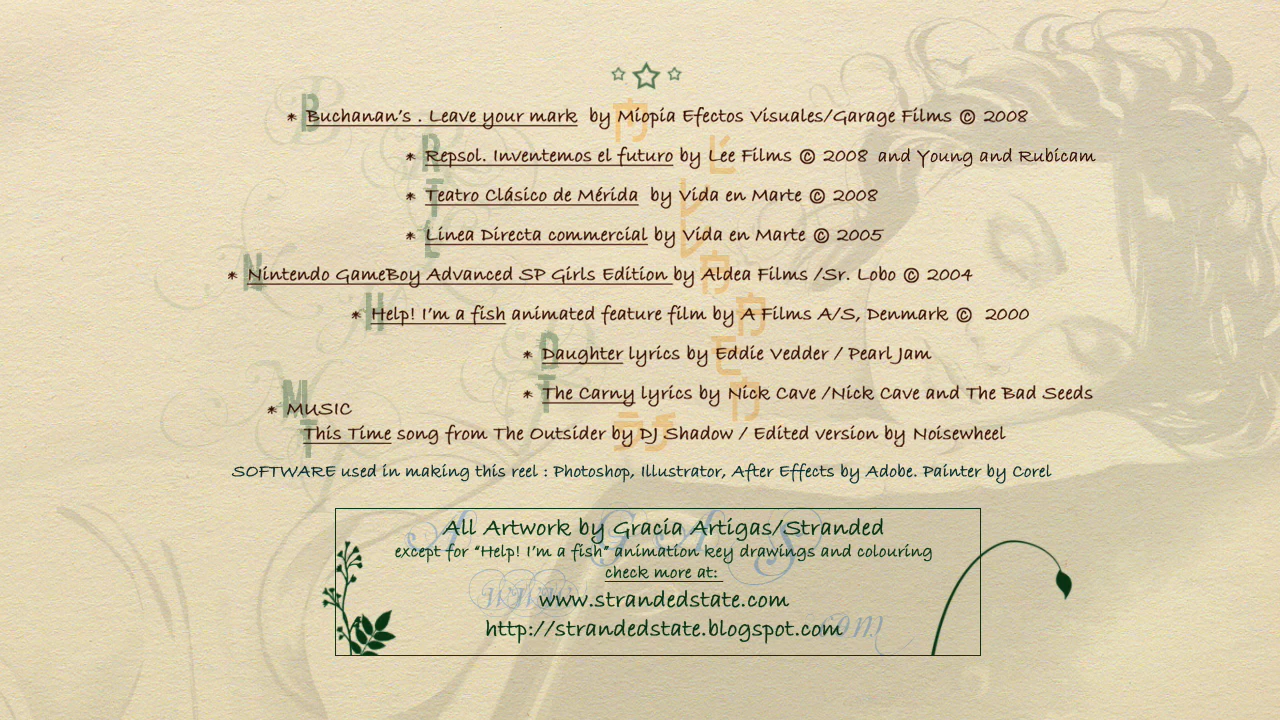 * Buchanan's . Leave your mark by Miopia Efectos Visuales/Garage Films © 2008
* Repsol. Inventemos el futuro by Lee Films © 2008 and Young and Rubicam
* Teatro Clásico de Mérida by Vida en Marte © 2008
* Línea Directa commercial by Vida en Marte © 2005
* Nintendo GameBoy Advanced SP Girls Edition by Aldea Films /Sr. Lobo © 2004
* Help! I'm a fish animated feature film by A Films A/S, Denmark © 2000
* Daughter lyrics by Eddie Vedder / Pearl Jam
* The Carny lyrics by Nick Cave /Nick Cave and The Bad Seeds
* MUSIC
This Time song from The Outsider by DJ Shadow / Edited version by Noisewheel
SOFTWARE used in making this reel : Photoshop, Illustrator, After Effects by Adobe. Painter by Corel
All Artwork by Gracia Artigas/Stranded
except for "Help! I'm a fish" animation key drawings and colouring
check more at:
www.strandedstate.com
http://strandedstate.blogspot.com